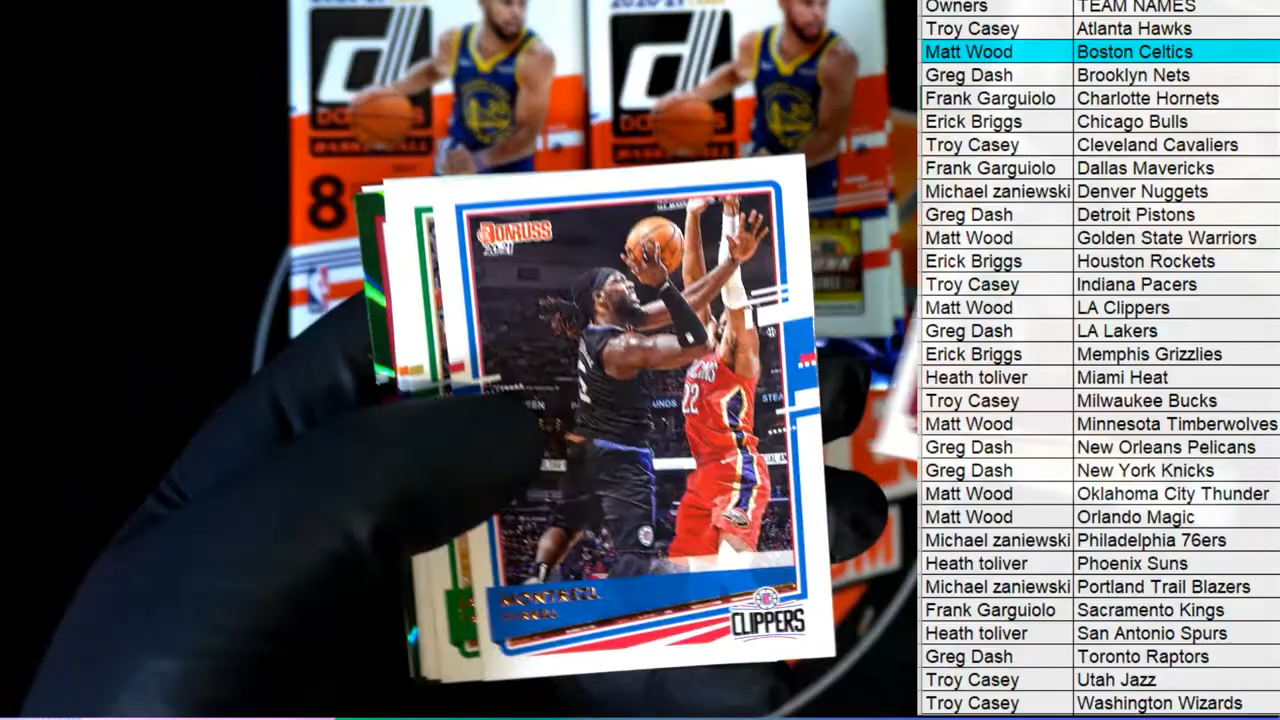 Owners TEAM NAMES
Troy Casey Atlanta Hawks
Matt Wood Boston Celtics
Greg Dash Brooklyn Nets
Frank Garguiolo Charlotte Hornets
Erick Briggs Chicago Bulls
Troy Casey Cleveland Cavaliers
Frank Garguiolo Dallas Mavericks
Michael zaniewski Denver Nuggets
Greg Dash Detroit Pistons
Matt Wood Golden State Warriors
Erick Briggs Houston Rockets
Troy Casey Indiana Pacers
Matt Wood LA Clippers
Greg Dash LA Lakers
Erick Briggs Memphis Grizzlies
Heath toliver Miami Heat
Troy Casey Milwaukee Bucks
Matt Wood Minnesota Timberwolves
Greg Dash New Orleans Pelicans
Greg Dash New York Knicks
Matt Wood Oklahoma City Thunder
Matt Wood Orlando Magic
Michael zaniewski Philadelphia 76ers
Heath toliver Phoenix Suns
Michael zaniewski Portland Trail Blazers
Frank Garguiolo Sacramento Kings
Heath toliver San Antonio Spurs
Greg Dash Toronto Raptors
Troy Casey Utah Jazz
Troy Casey Washington Wizards
8
DONRUSS
22
MONTREZL
CLIPPERS